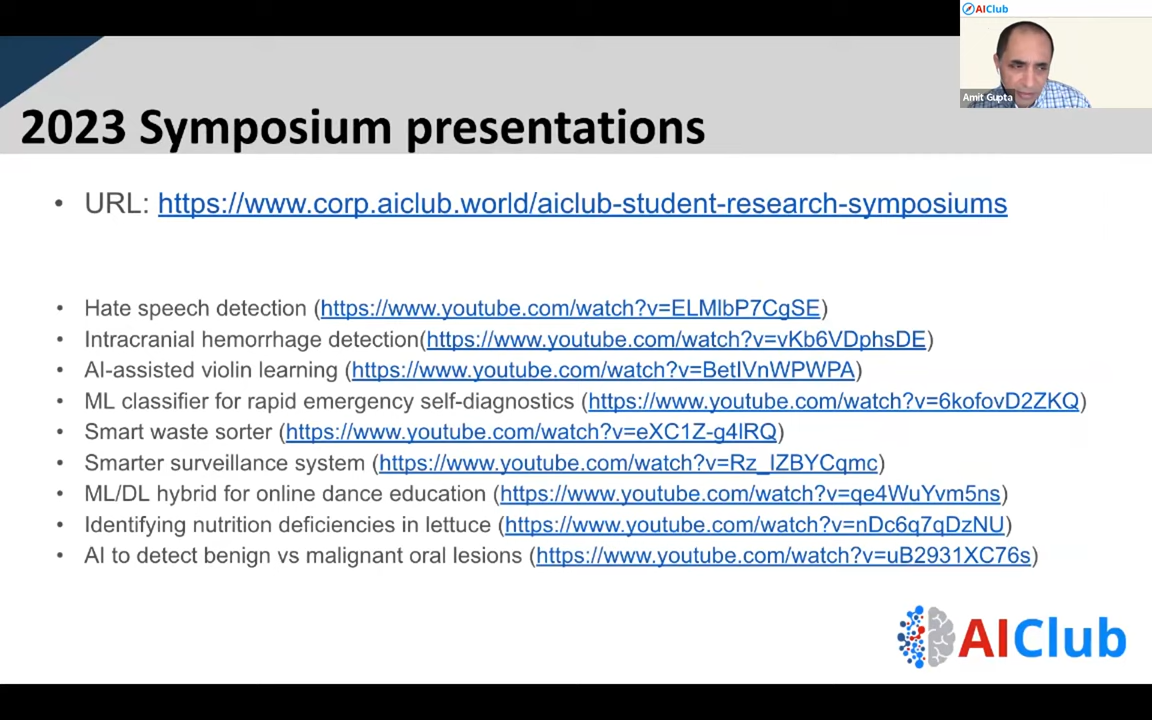 AIClub
Amit Gupta
2023 Symposium presentations
• URL: https://www.corp.aiclub.world/aiclub-student-research-symposiums
• Hate speech detection (https://www.youtube.com/watch?v=ELMlbP7CgSE)
• Intracranial hemorrhage detection(https://www.youtube.com/watch?v=vKb6VDphsDE)
• AI-assisted violin learning (https://www.youtube.com/watch?v=BetIVnWPWPA)
• ML classifier for rapid emergency self-diagnostics (https://www.youtube.com/watch?v=6kofovD2ZKQ)
• Smart waste sorter (https://www.youtube.com/watch?v=eXC1Z-g4lRQ)
• Smarter surveillance system (https://www.youtube.com/watch?v=Rz_IZBYCqmc)
• ML/DL hybrid for online dance education (https://www.youtube.com/watch?v=qe4WuYvm5ns)
• Identifying nutrition deficiencies in lettuce (https://www.youtube.com/watch?v=nDc6q7qDzNU)
• AI to detect benign vs malignant oral lesions (https://www.youtube.com/watch?v=uB2931XC76s)
AIClub